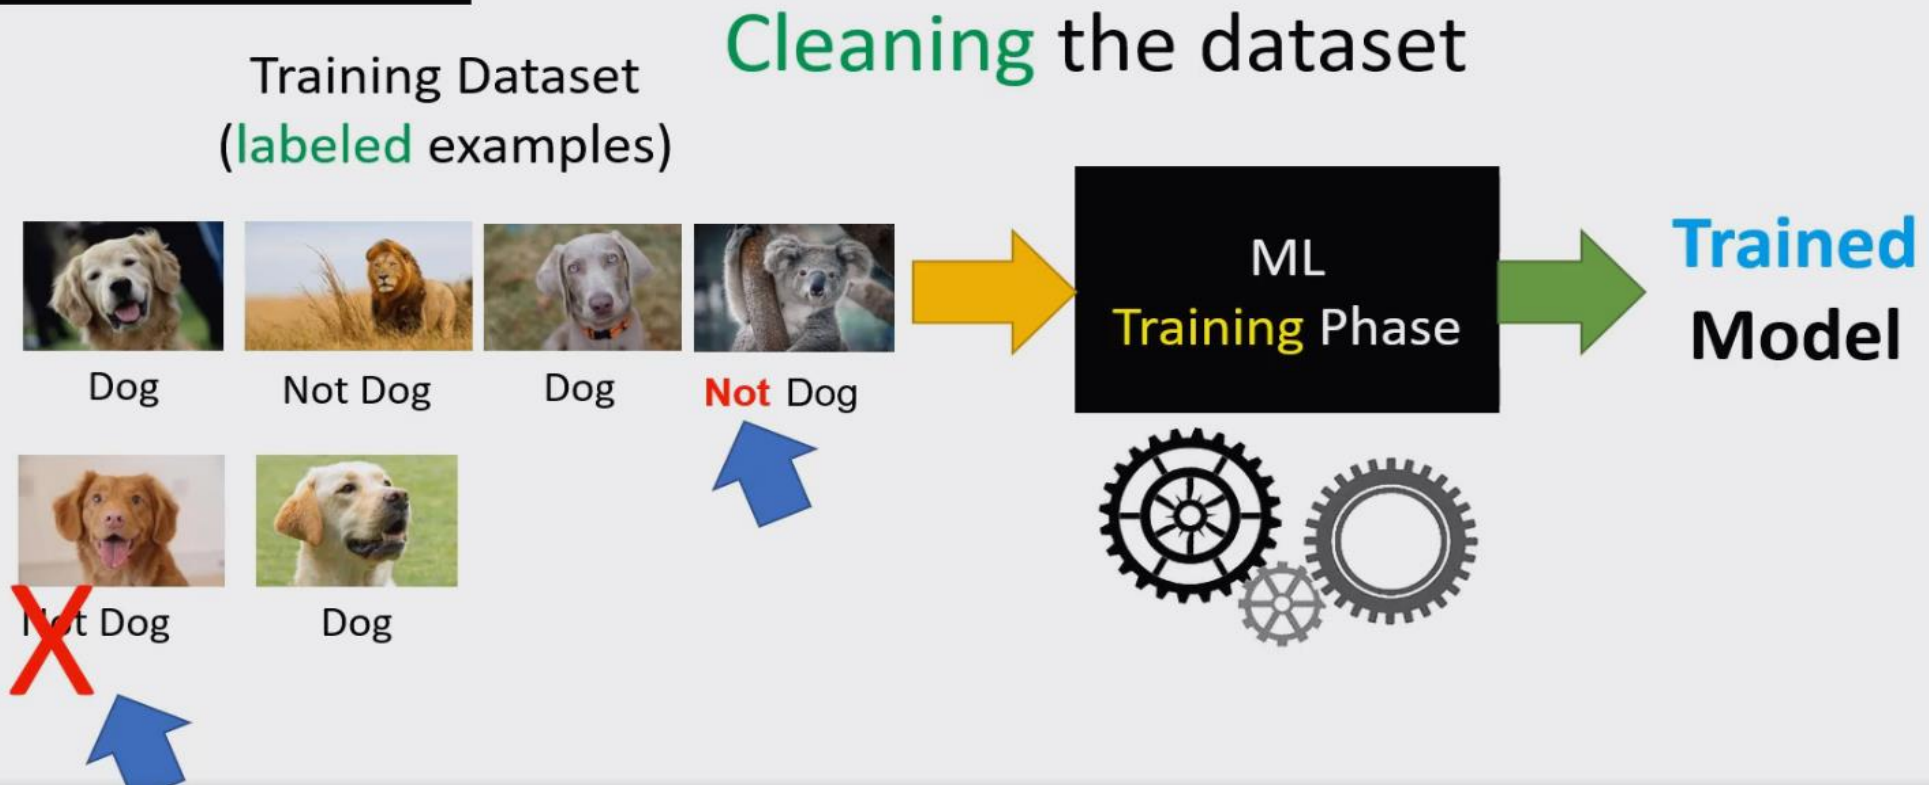 Cleaning the dataset
Training Dataset
(labeled examples)
Dog
Not Dog
Dog
Not Dog
ML
Training Phase
Trained
Model
Not Dog
Dog